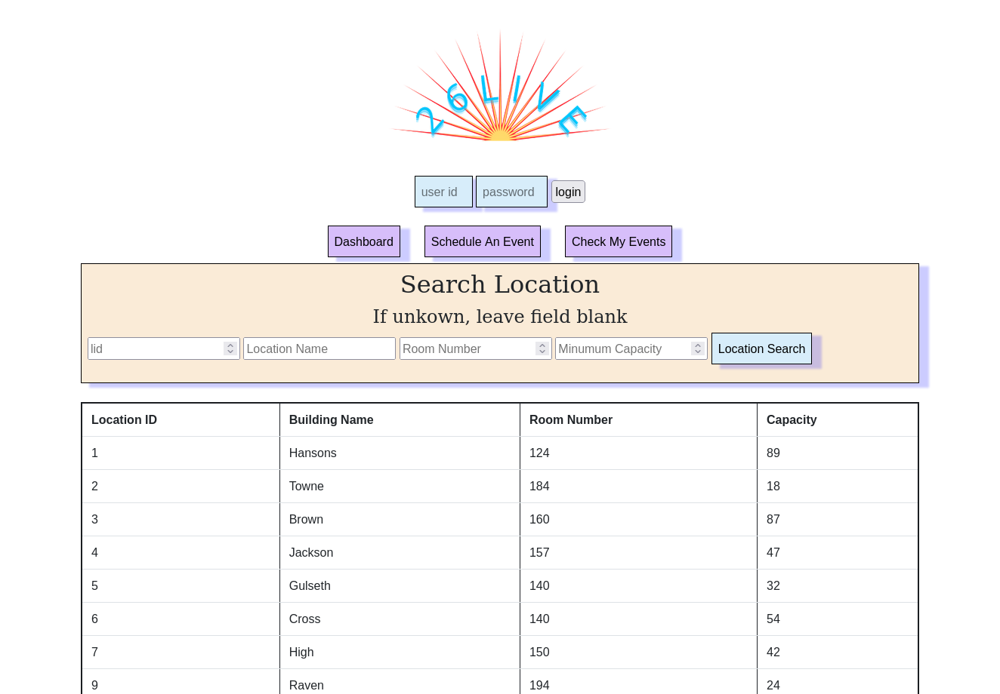 26LIVE
user id password login
Dashboard Schedule An Event Check My Events
Search Location
If unkown, leave field blank
lid Location Name Room Number Minumum Capacity Location Search
Location ID Building Name Room Number Capacity
1 Hansons 124 89
2 Towne 184 18
3 Brown 160 87
4 Jackson 157 47
5 Gulseth 140 32
6 Cross 140 54
7 High 150 42
9 Raven 194 24